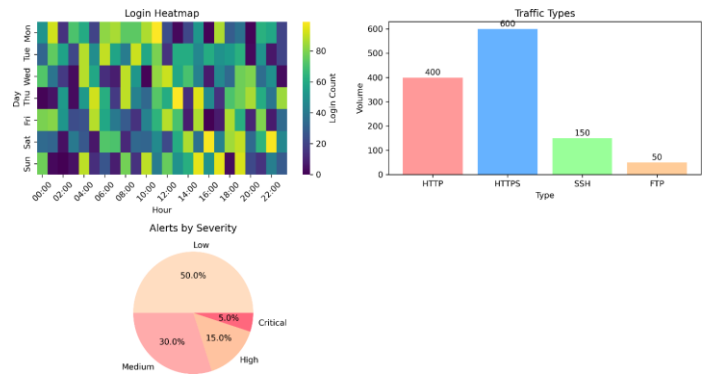 Login Heatmap
Mon
Tue
Wed
Thu
Fri
Sat
Sun
Day
00:00
02:00
04:00
06:00
08:00
10:00
12:00
14:00
16:00
18:00
20:00
22:00
Hour
80
60
40
20
0
Login Count
Traffic Types
600
500
400
300
200
100
0
Volume
400
600
150
50
HTTP
HTTPS
SSH
FTP
Type
Alerts by Severity
Low
50.0%
5.0%
Critical
30.0%
15.0%
Medium
High